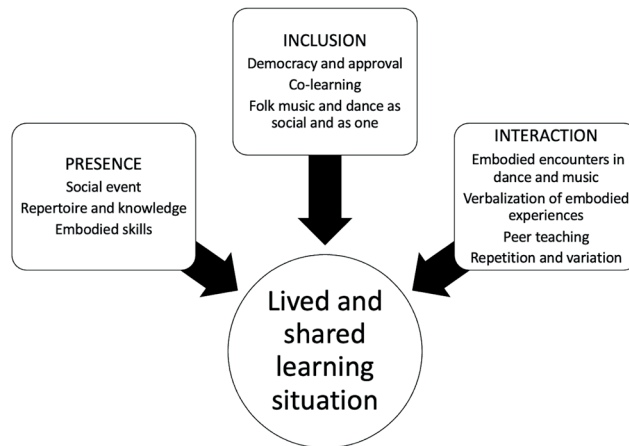 INCLUSION
Democracy and approval
Co-learning
Folk music and dance as
social and as one
PRESENCE
Social event
Repertoire and knowledge
Embodied skills
INTERACTION
Embodied encounters in
dance and music
Verbalization of embodied
experiences
Peer teaching
Repetition and variation
Lived and
shared
learning
situation